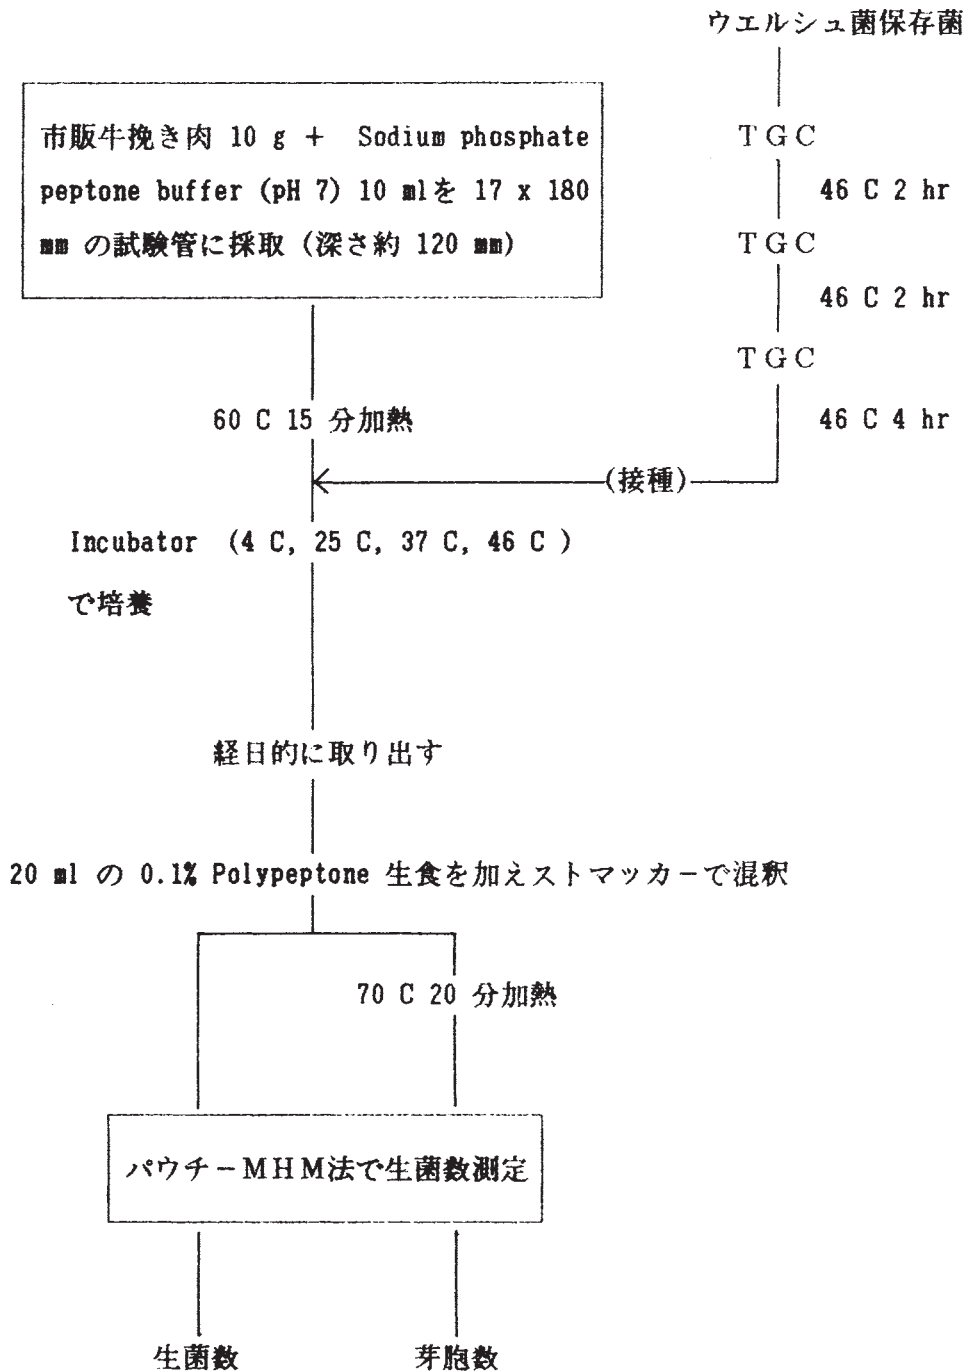 ウエルシュ菌保存菌
市販牛挽き肉 10 g + Sodium phosphate
peptone buffer (pH 7) 10 mlを 17 x 180
mm の試験管に採取 (深さ約 120 mm)
TGC
46 C 2 hr
TGC
46 C 2 hr
TGC
46 C 4 hr
60 C 15 分加熱
(接種)
Incubator (4 C, 25 C, 37 C, 46 C )
で培養
経日的に取り出す
20 ml の 0.1% Polypeptone 生食を加えストマッカーで混釈
70 C 20 分加熱
パウチーMHM法で生菌数測定
生菌数
芽胞数